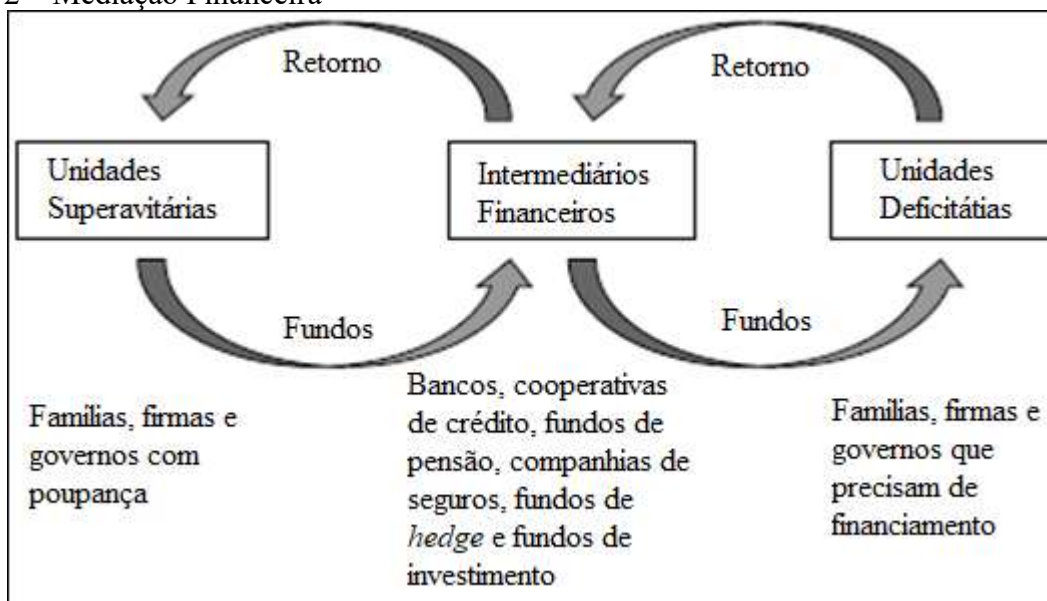 2 – Mediação Financeira
Retorno
Retorno
Unidades
Superavitárias
Intermediários
Financeiros
Unidades
Deficitátias
Fundos
Fundos
Famílias, firmas e
governos com
poupança
Bancos, cooperativas
de crédito, fundos de
pensão, companhias de
seguros, fundos de
hedge e fundos de
investimento
Famílias, firmas e
governos que
precisam de
financiamento